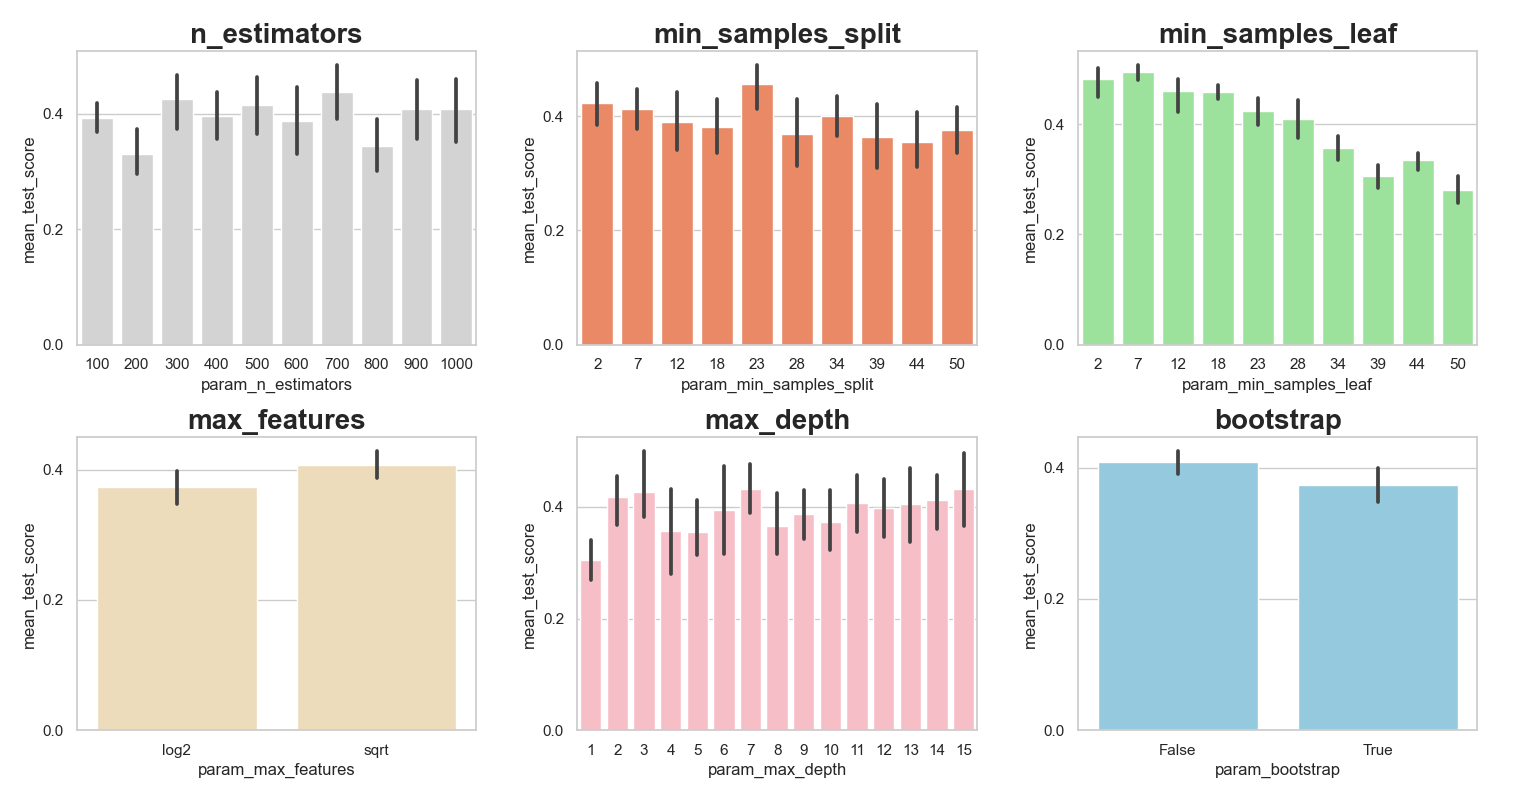 n_estimators
min_samples_split
min_samples_leaf
mean_test_score
0.4
0.2
0.0
100 200 300 400 500 600 700 800 900 1000
param_n_estimators
mean_test_score
0.4
0.2
0.0
2 7 12 18 23 28 34 39 44 50
param_min_samples_split
mean_test_score
0.4
0.2
0.0
2 7 12 18 23 28 34 39 44 50
param_min_samples_leaf
max_features
max_depth
bootstrap
mean_test_score
0.4
0.2
0.0
log2 sqrt
param_max_features
mean_test_score
0.4
0.2
0.0
1 2 3 4 5 6 7 8 9 10 11 12 13 14 15
param_max_depth
mean_test_score
0.4
0.2
0.0
False True
param_bootstrap